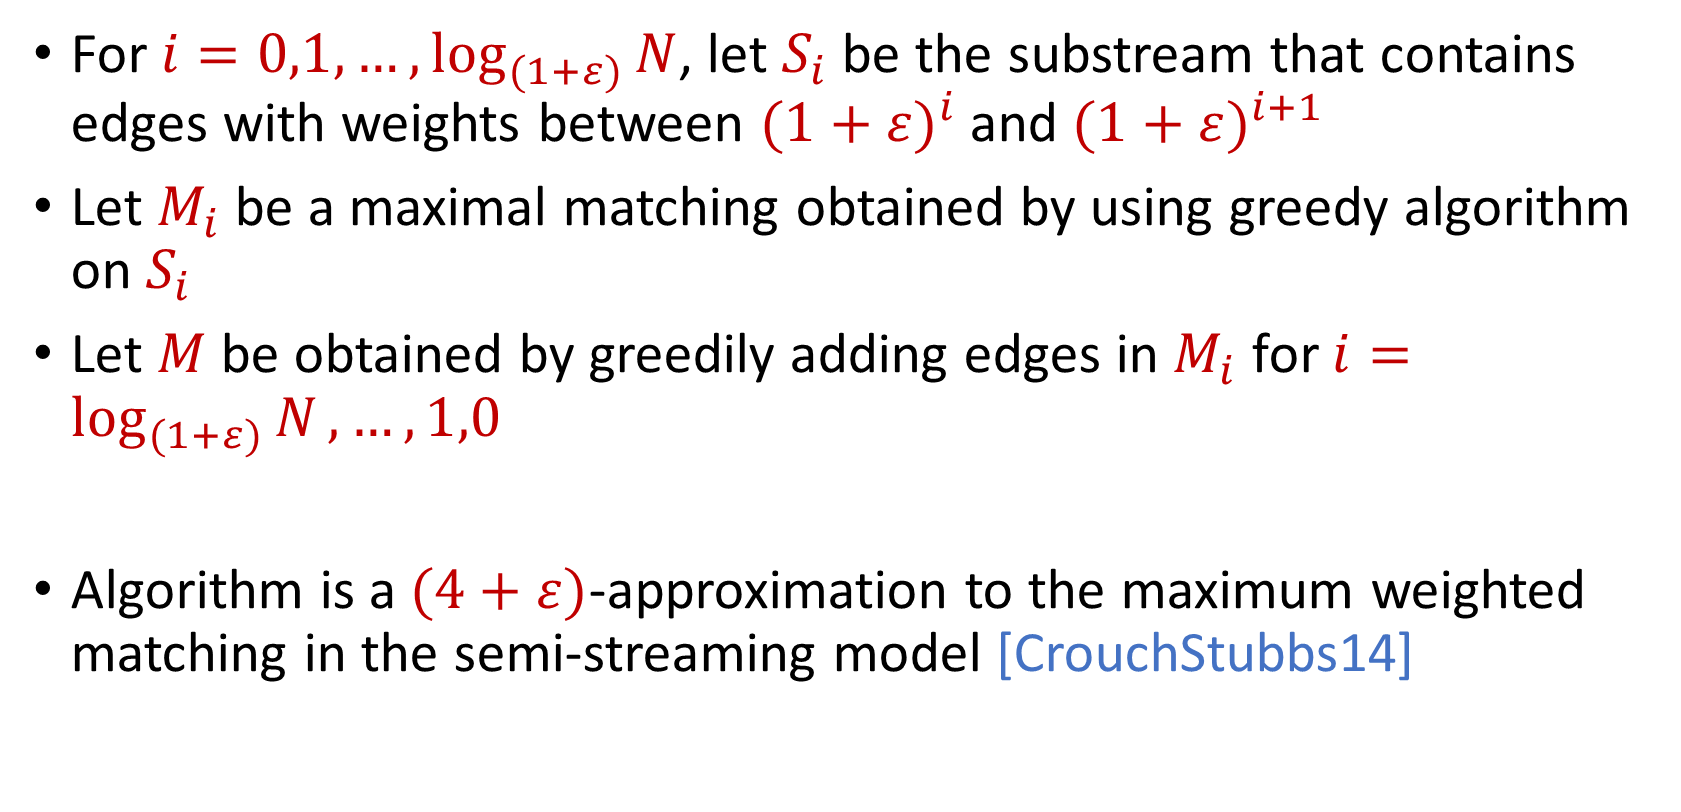 • For i = 0,1, … , log_(1+ε) N, let S_i be the substream that contains
edges with weights between (1 + ε)^i and (1 + ε)^{i+1}
• Let M_i be a maximal matching obtained by using greedy algorithm
on S_i
• Let M be obtained by greedily adding edges in M_i for i =
log_(1+ε) N , … , 1,0
• Algorithm is a (4 + ε)-approximation to the maximum weighted
matching in the semi-streaming model [CrouchStubbs14]